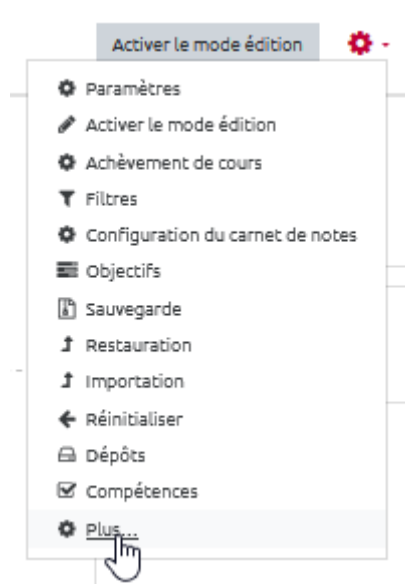 Activer le mode édition
Paramètres
Activer le mode édition
Achèvement de cours
Filtres
Configuration du carnet de notes
Objectifs
Sauvegarde
Restauration
Importation
Réinitialiser
Dépôts
Compétences
Plus...